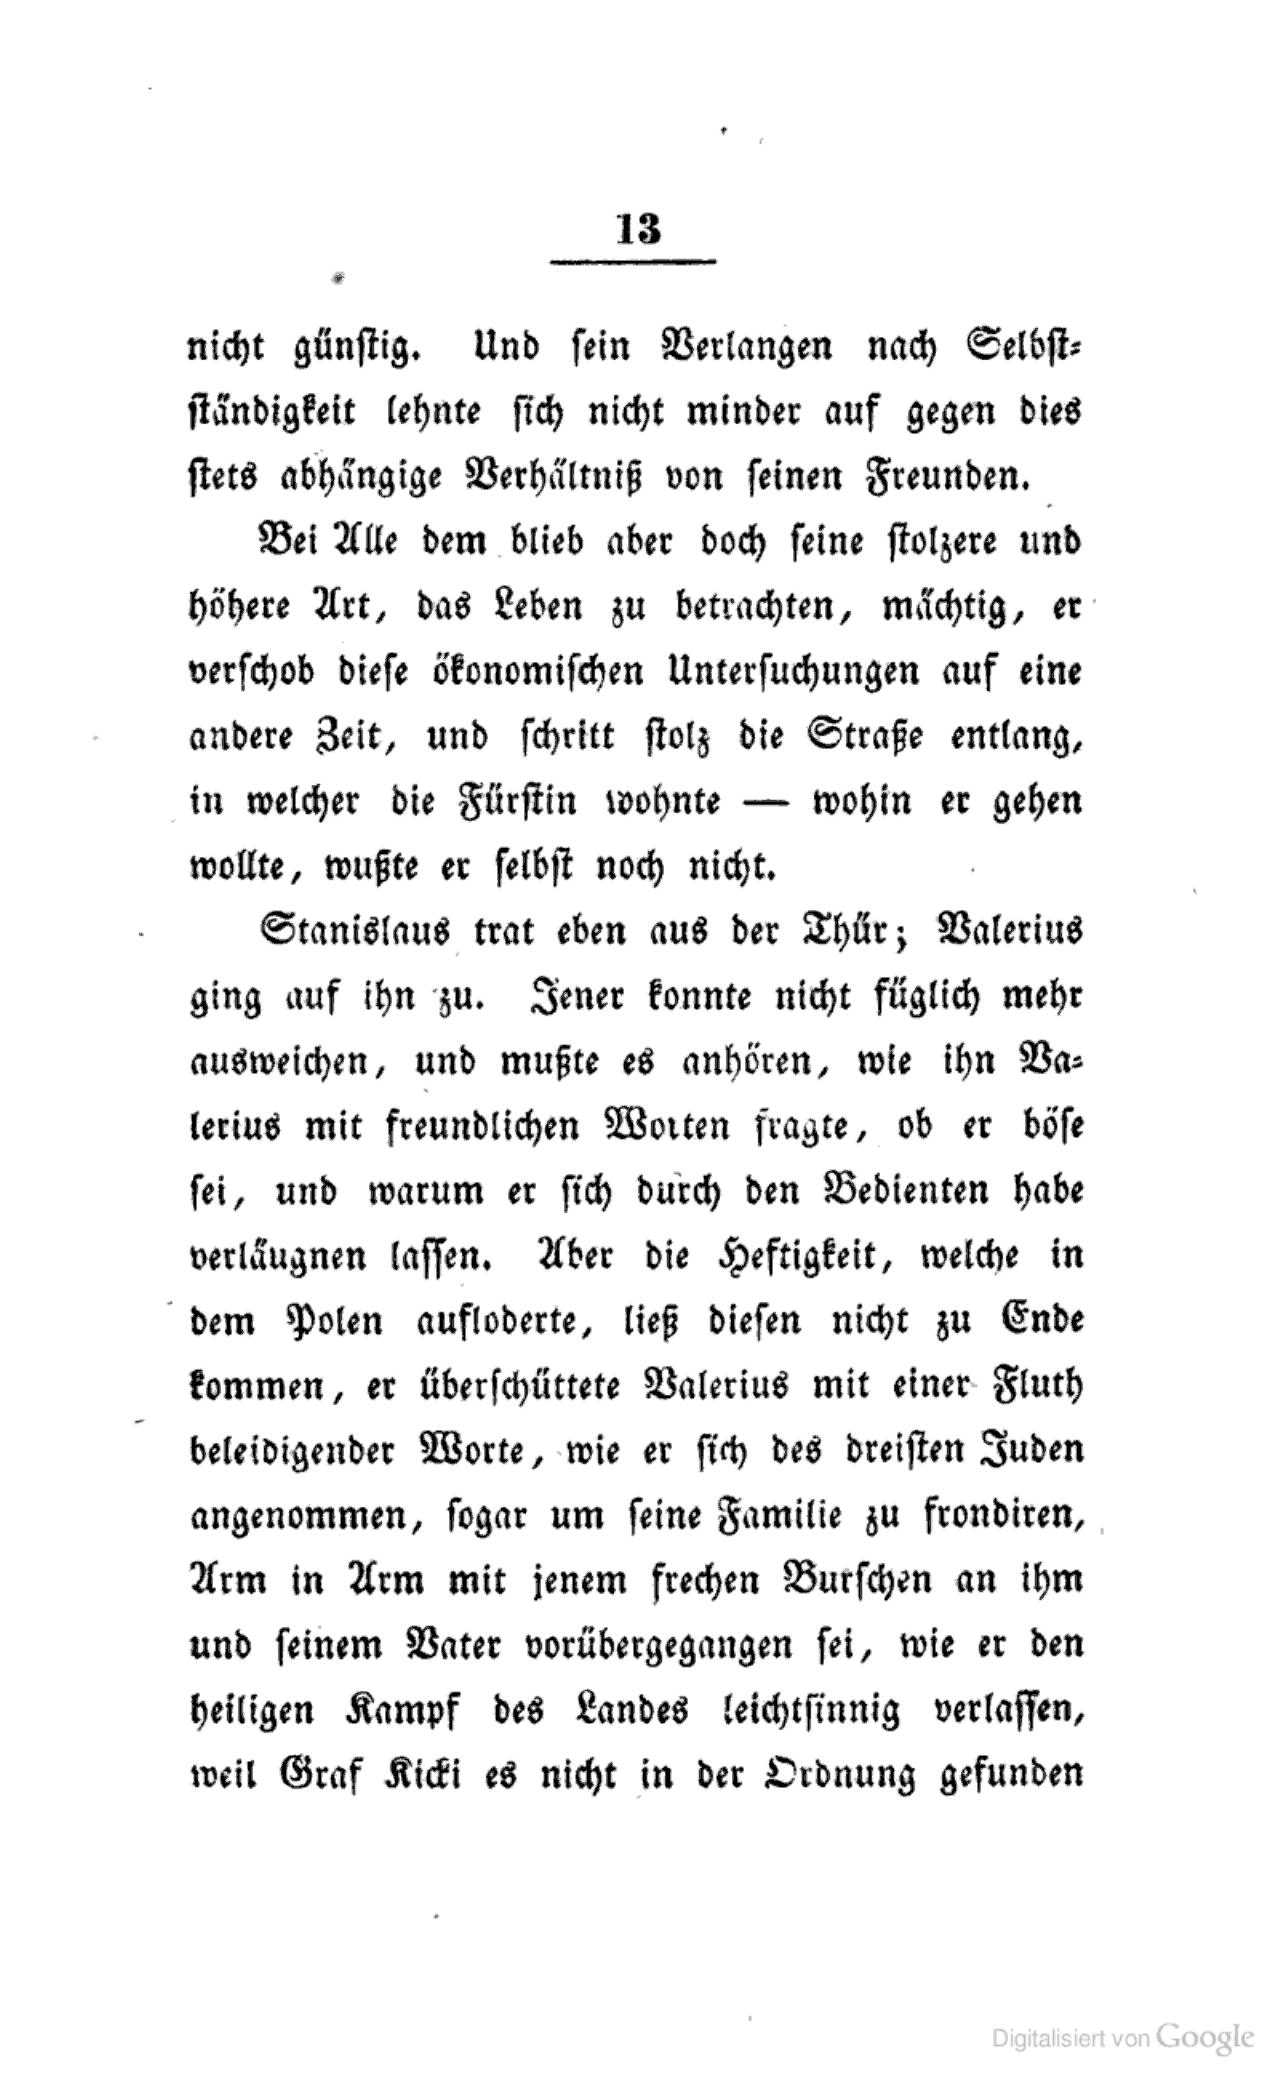 13
nicht günstig. Und sein Verlangen nach Selbst-
ständigkeit lehnte sich nicht minder auf gegen dies
stets abhängige Verhältniß von seinen Freunden.
Bei Alle dem blieb aber doch seine stolzere und
höhere Art, das Leben zu betrachten, mächtig, er
verschob diese ökonomischen Untersuchungen auf eine
andere Zeit, und schritt stolz die Straße entlang,
in welcher die Fürstin wohnte — wohin er gehen
wollte, wußte er selbst noch nicht.
Stanislaus trat eben aus der Thür; Valerius
ging auf ihn zu. Jener konnte nicht füglich mehr
ausweichen, und mußte es anhören, wie ihn Va-
lerius mit freundlichen Worten fragte, ob er böse
sei, und warum er sich durch den Bedienten habe
verläugnen lassen. Aber die Heftigkeit, welche in
dem Polen aufloderte, ließ diesen nicht zu Ende
kommen, er überschüttete Valerius mit einer Fluth
beleidigender Worte, wie er sich des dreisten Juden
angenommen, sogar um seine Familie zu frondiren,
Arm in Arm mit jenem frechen Burschen an ihm
und seinem Vater vorübergegangen sei, wie er den
heiligen Kampf des Landes leichtsinnig verlassen,
weil Graf Kicki es nicht in der Ordnung gefunden
Digitalisiert von Google